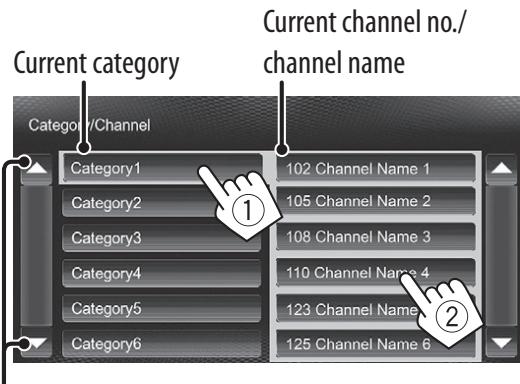 Current channel no./
channel name
Current category
Category/Channel
Category1
102 Channel Name 1
1
Category2
105 Channel Name 2
Category3
108 Channel Name 3
Category4
110 Channel Name 4
Category5
123 Channel Name
2
Category6
125 Channel Name 6